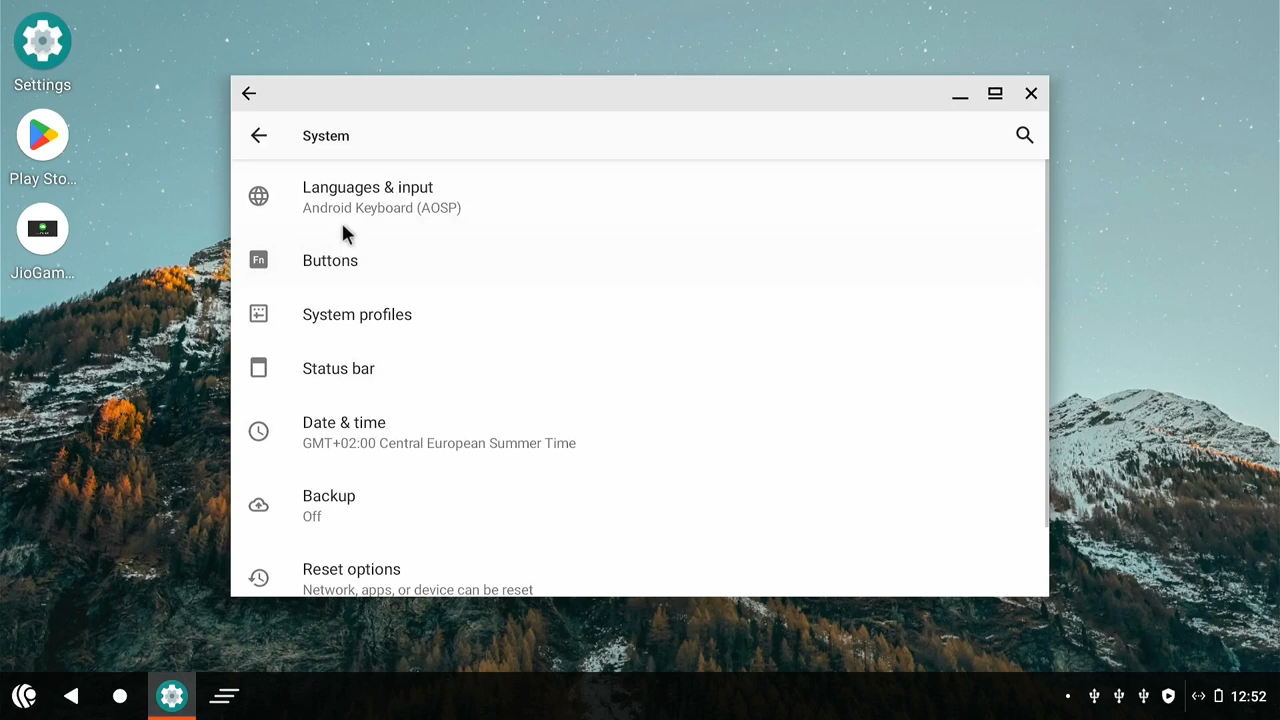 Settings
Play Sto...
JioGam...
System
Languages & input
Android Keyboard (AOSP)
Fn
Buttons
System profiles
Status bar
Date & time
GMT+02:00 Central European Summer Time
Backup
Off
Reset options
Network, apps, or device can be reset
12:52